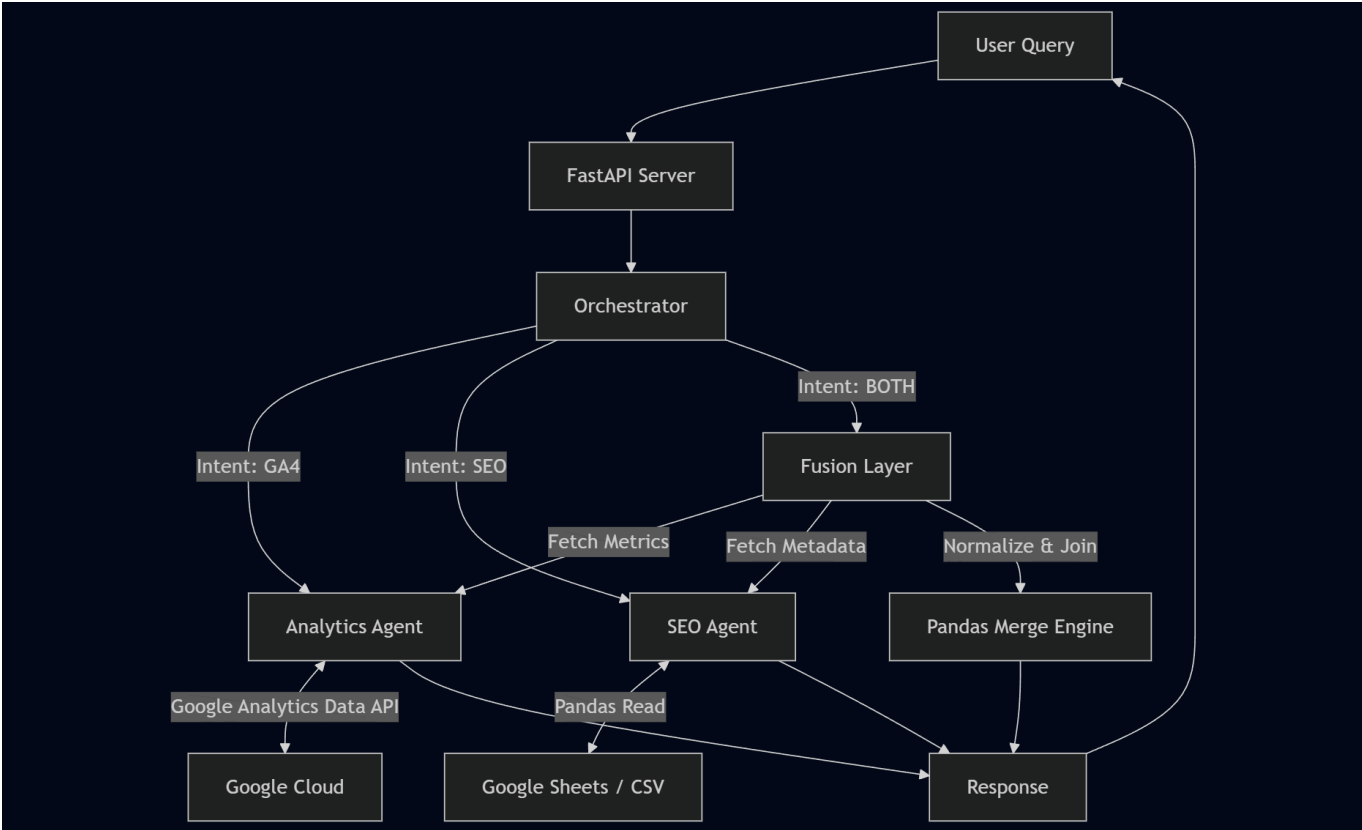 User Query
FastAPI Server
Orchestrator
Intent: BOTH
Intent: GA4
Intent: SEO
Fusion Layer
Fetch Metrics
Fetch Metadata
Normalize & Join
Analytics Agent
SEO Agent
Pandas Merge Engine
Google Analytics Data API
Pandas Read
Google Cloud
Google Sheets / CSV
Response